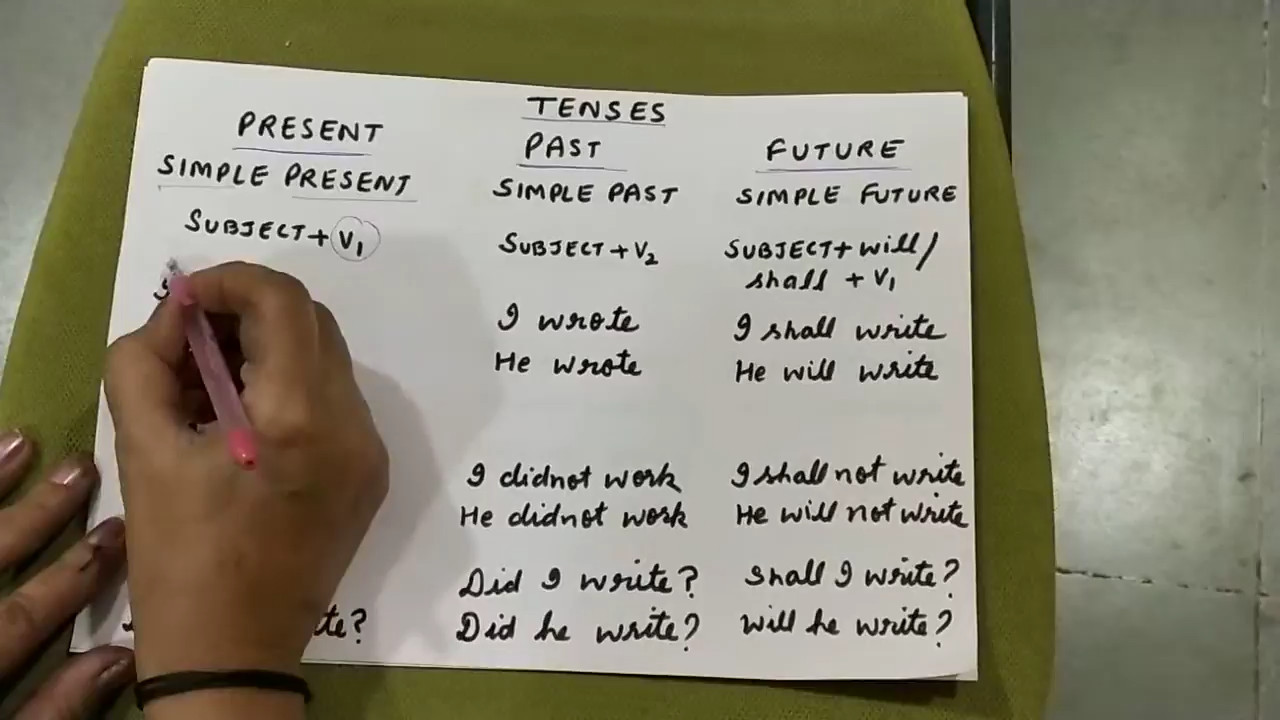 TENSES
PRESENT
SIMPLE PRESENT
SUBJECT + V1
PAST
SIMPLE PAST
SUBJECT + V2
I wrote
He wrote
I didnot work
He didnot work
Did I write?
Did he write?
FUTURE
SIMPLE FUTURE
SUBJECT + will/
shall + V1
I shall write
He will write
I shall not write
He will not write
Shall I write?
will he write?